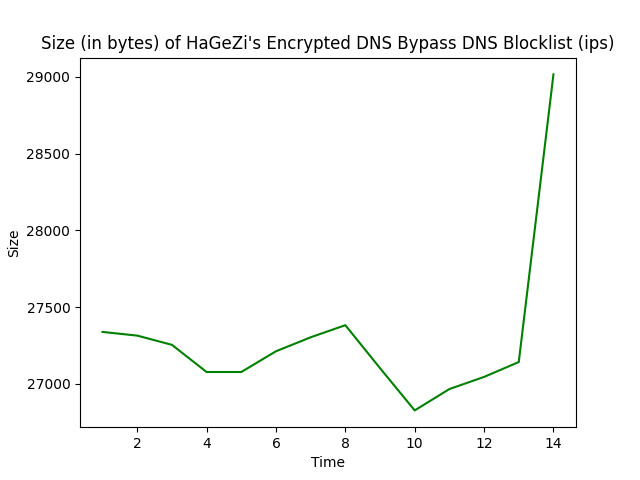 Size (in bytes) of HaGeZi's Encrypted DNS Bypass DNS Blocklist (ips)
29000
28500
28000
27500
27000
Size
2 4 6 8 10 12 14
Time